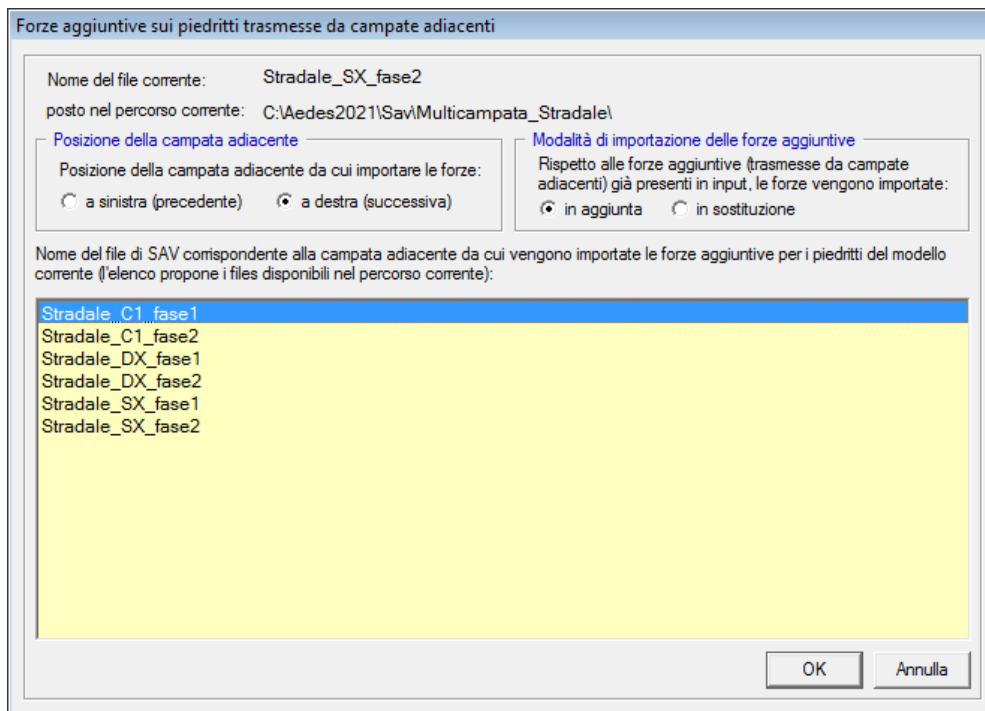 Forze aggiuntive sui piedritti trasmesse da campate adiacenti
Nome del file corrente: Stradale_SX_fase2
posto nel percorso corrente: C:\Aedes2021\Sav\Multicampata_Stradale\
Posizione della campata adiacente
Posizione della campata adiacente da cui importare le forze:
a sinistra (precedente) a destra (successiva)
Modalità di importazione delle forze aggiuntive
Rispetto alle forze aggiuntive (trasmesse da campate
adiacenti) già presenti in input, le forze vengono importate:
in aggiunta in sostituzione
Nome del file di SAV corrispondente alla campata adiacente da cui vengono importate le forze aggiuntive per i piedritti del modello
corrente (l'elenco propone i files disponibili nel percorso corrente):
Stradale_C1_fase1
Stradale_C1_fase2
Stradale_DX_fase1
Stradale_DX_fase2
Stradale_SX_fase1
Stradale_SX_fase2
OK Annulla